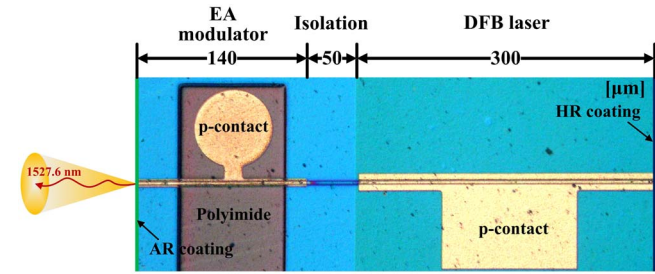 EA
modulator
Isolation
DFB laser
140
50
300
[µm]
p-contact
HR coating
1527.6 nm
Polyimide
p-contact
AR coating